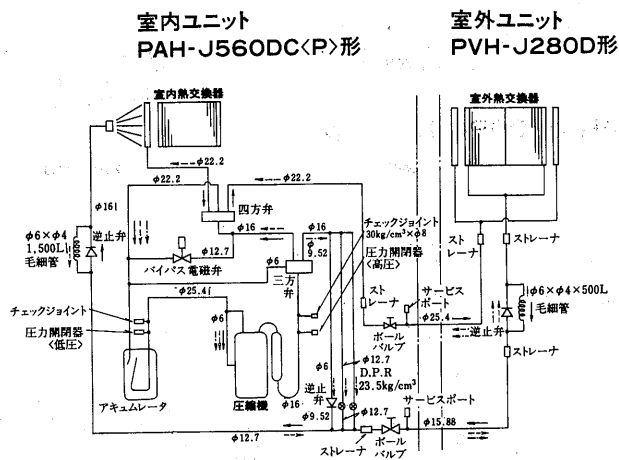 室内ユニット
PAH-J560DC〈P〉形
室外ユニット
PVH-J280D形
室内熱交換器
室外熱交換器
φ22.2
φ22.2
φ22.2
φ16
四方弁
φ6×φ4
1,500L
毛細管
逆止弁
φ16
φ16
φ9.52
チェックジョイント
30kg/cm³×φ8
圧力開閉器
〈高圧〉
φ12.7
バイパス電磁弁
φ6
三方弁
φ25.4
ストレーナ
ストレーナ
ストレーナ
サービスポート
φ25.4
逆止弁
φ6×φ4×500L
毛細管
チェックジョイント
圧力開閉器
〈低圧〉
φ6
ボールバルブ
ストレーナ
φ6
φ12.7
D.P.R
23.5kg/cm³
アキュムレータ
圧縮機
φ16
逆止弁
φ9.52
φ12.7
サービスポート
φ12.7
ストレーナ
ボールバルブ
φ15.88